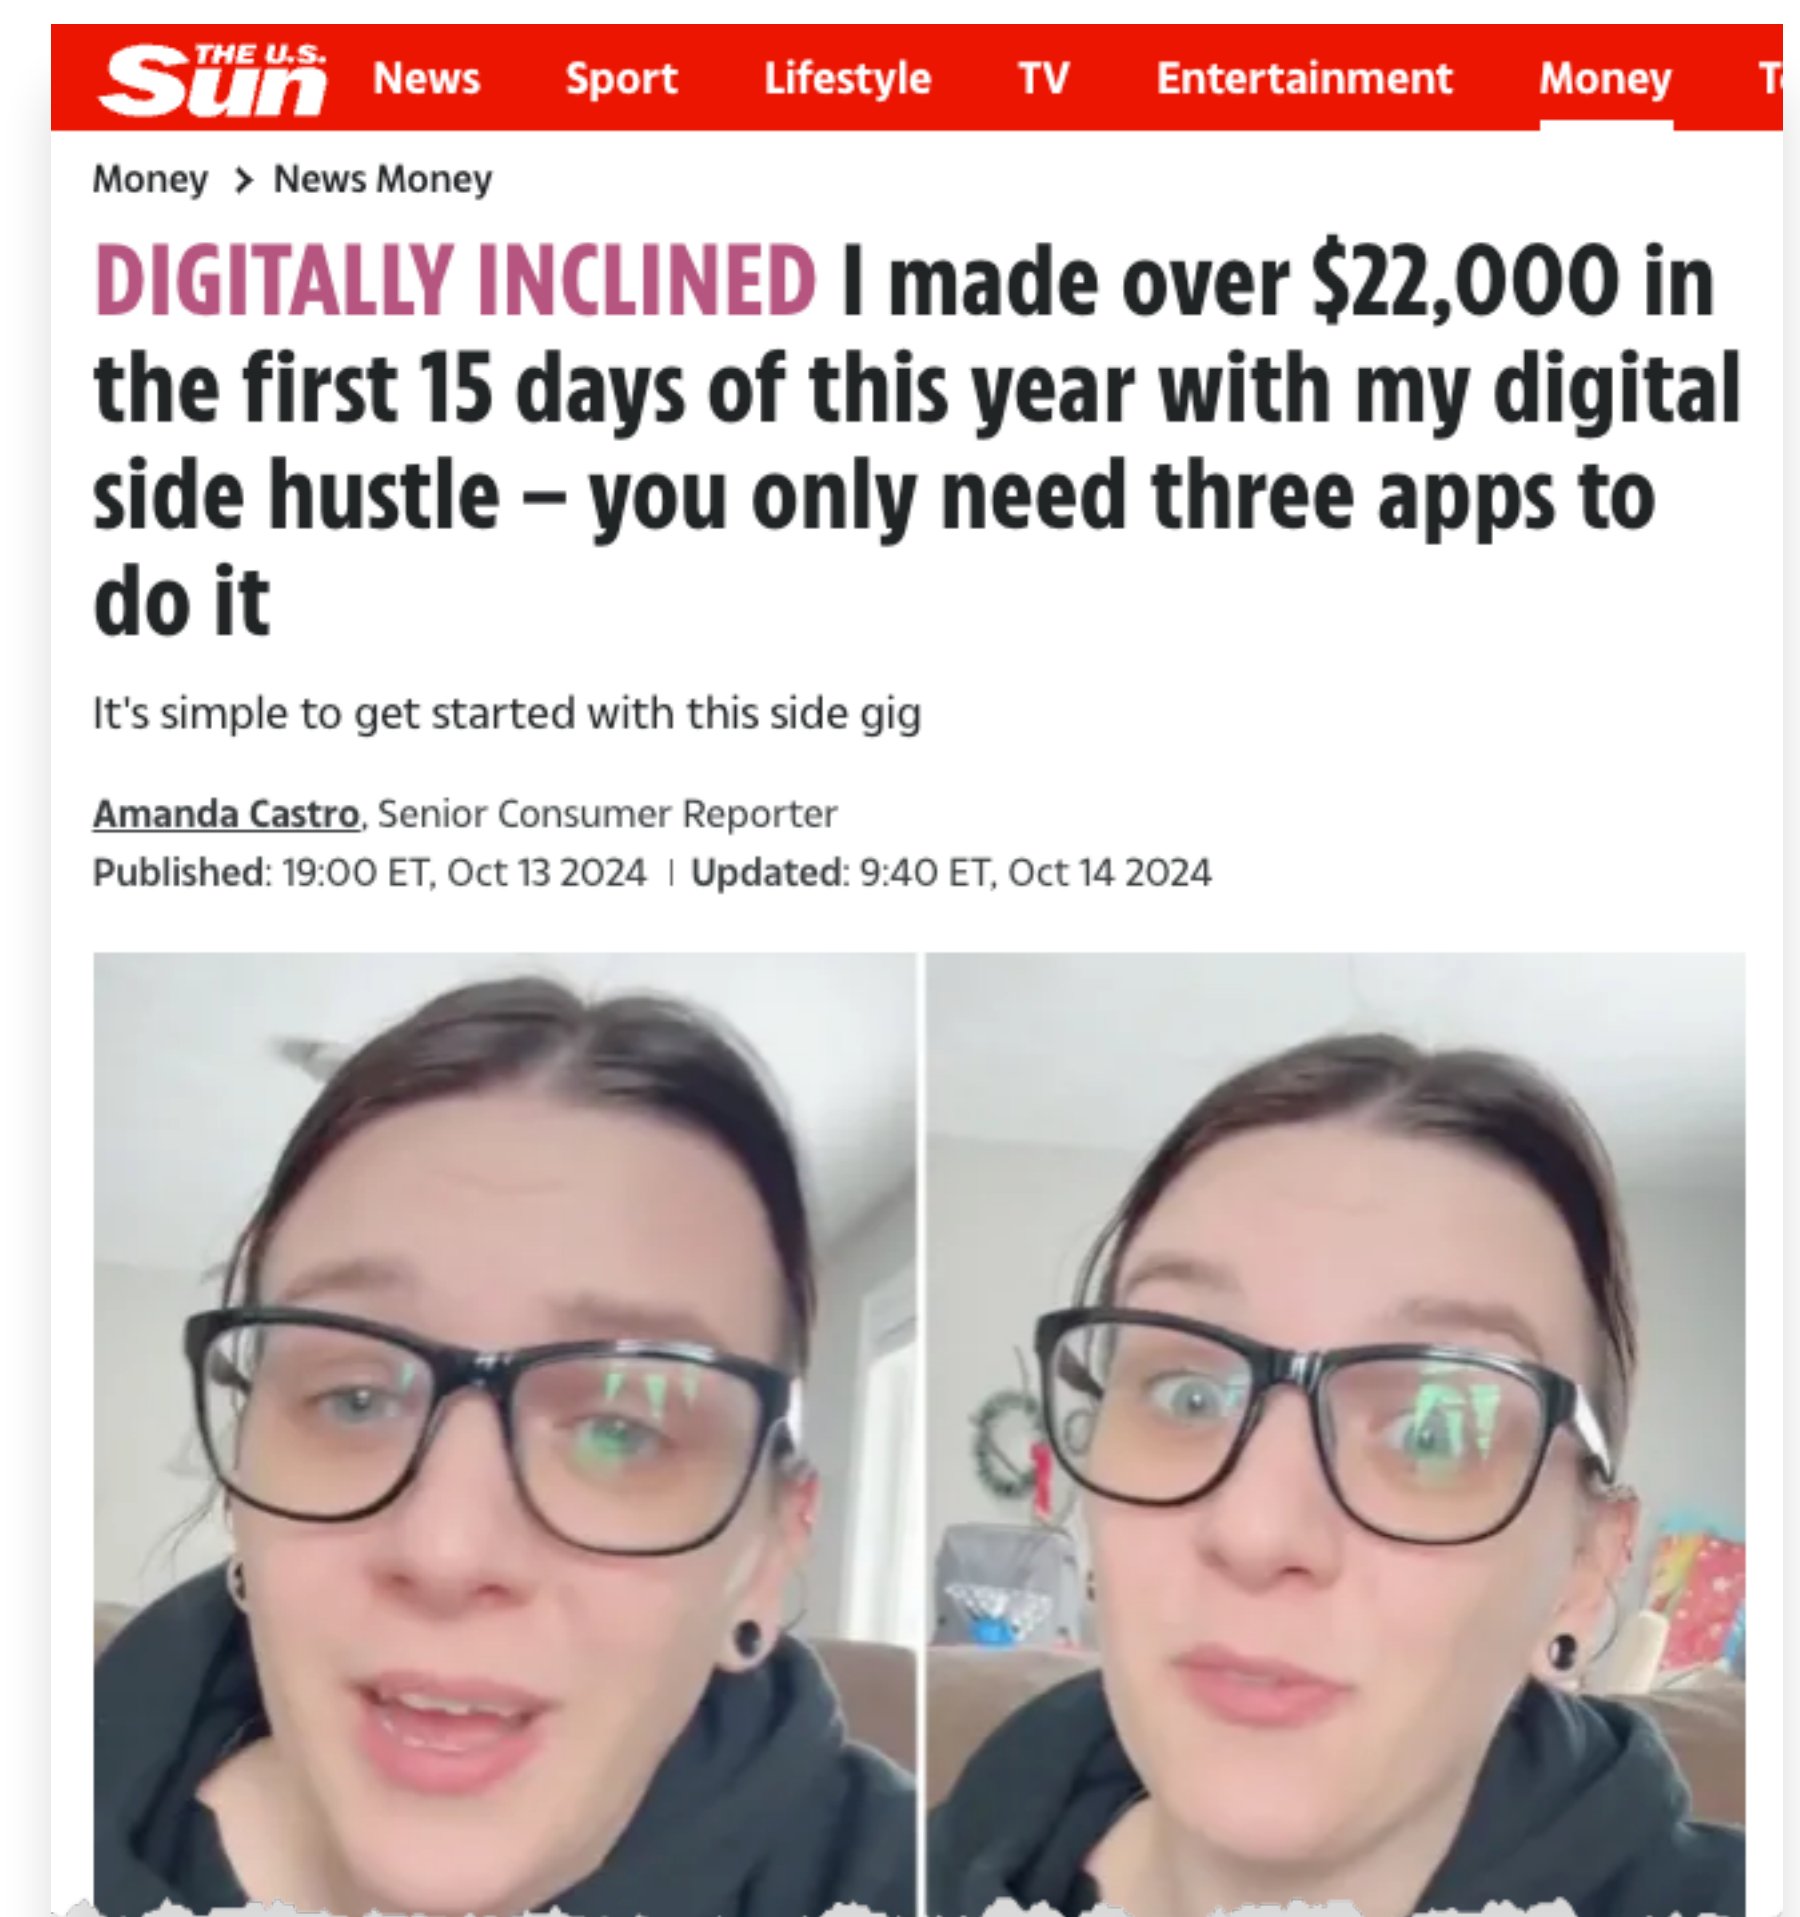 THE U.S.
Sun News Sport Lifestyle TV Entertainment Money
Money > News Money
DIGITALLY INCLINED I made over $22,000 in
the first 15 days of this year with my digital
side hustle – you only need three apps to
do it
It's simple to get started with this side gig
Amanda Castro, Senior Consumer Reporter
Published: 19:00 ET, Oct 13 2024 | Updated: 9:40 ET, Oct 14 2024